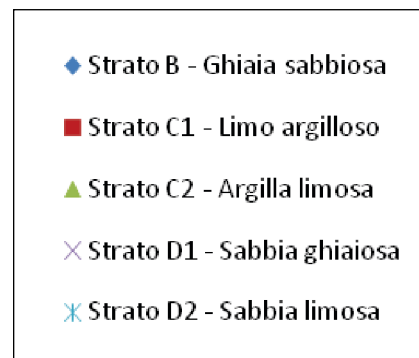 Strato B - Ghiaia sabbiosa
Strato C1 - Limo argilloso
Strato C2 - Argilla limosa
Strato D1 - Sabbia ghiaiosa
Strato D2 - Sabbia limosa